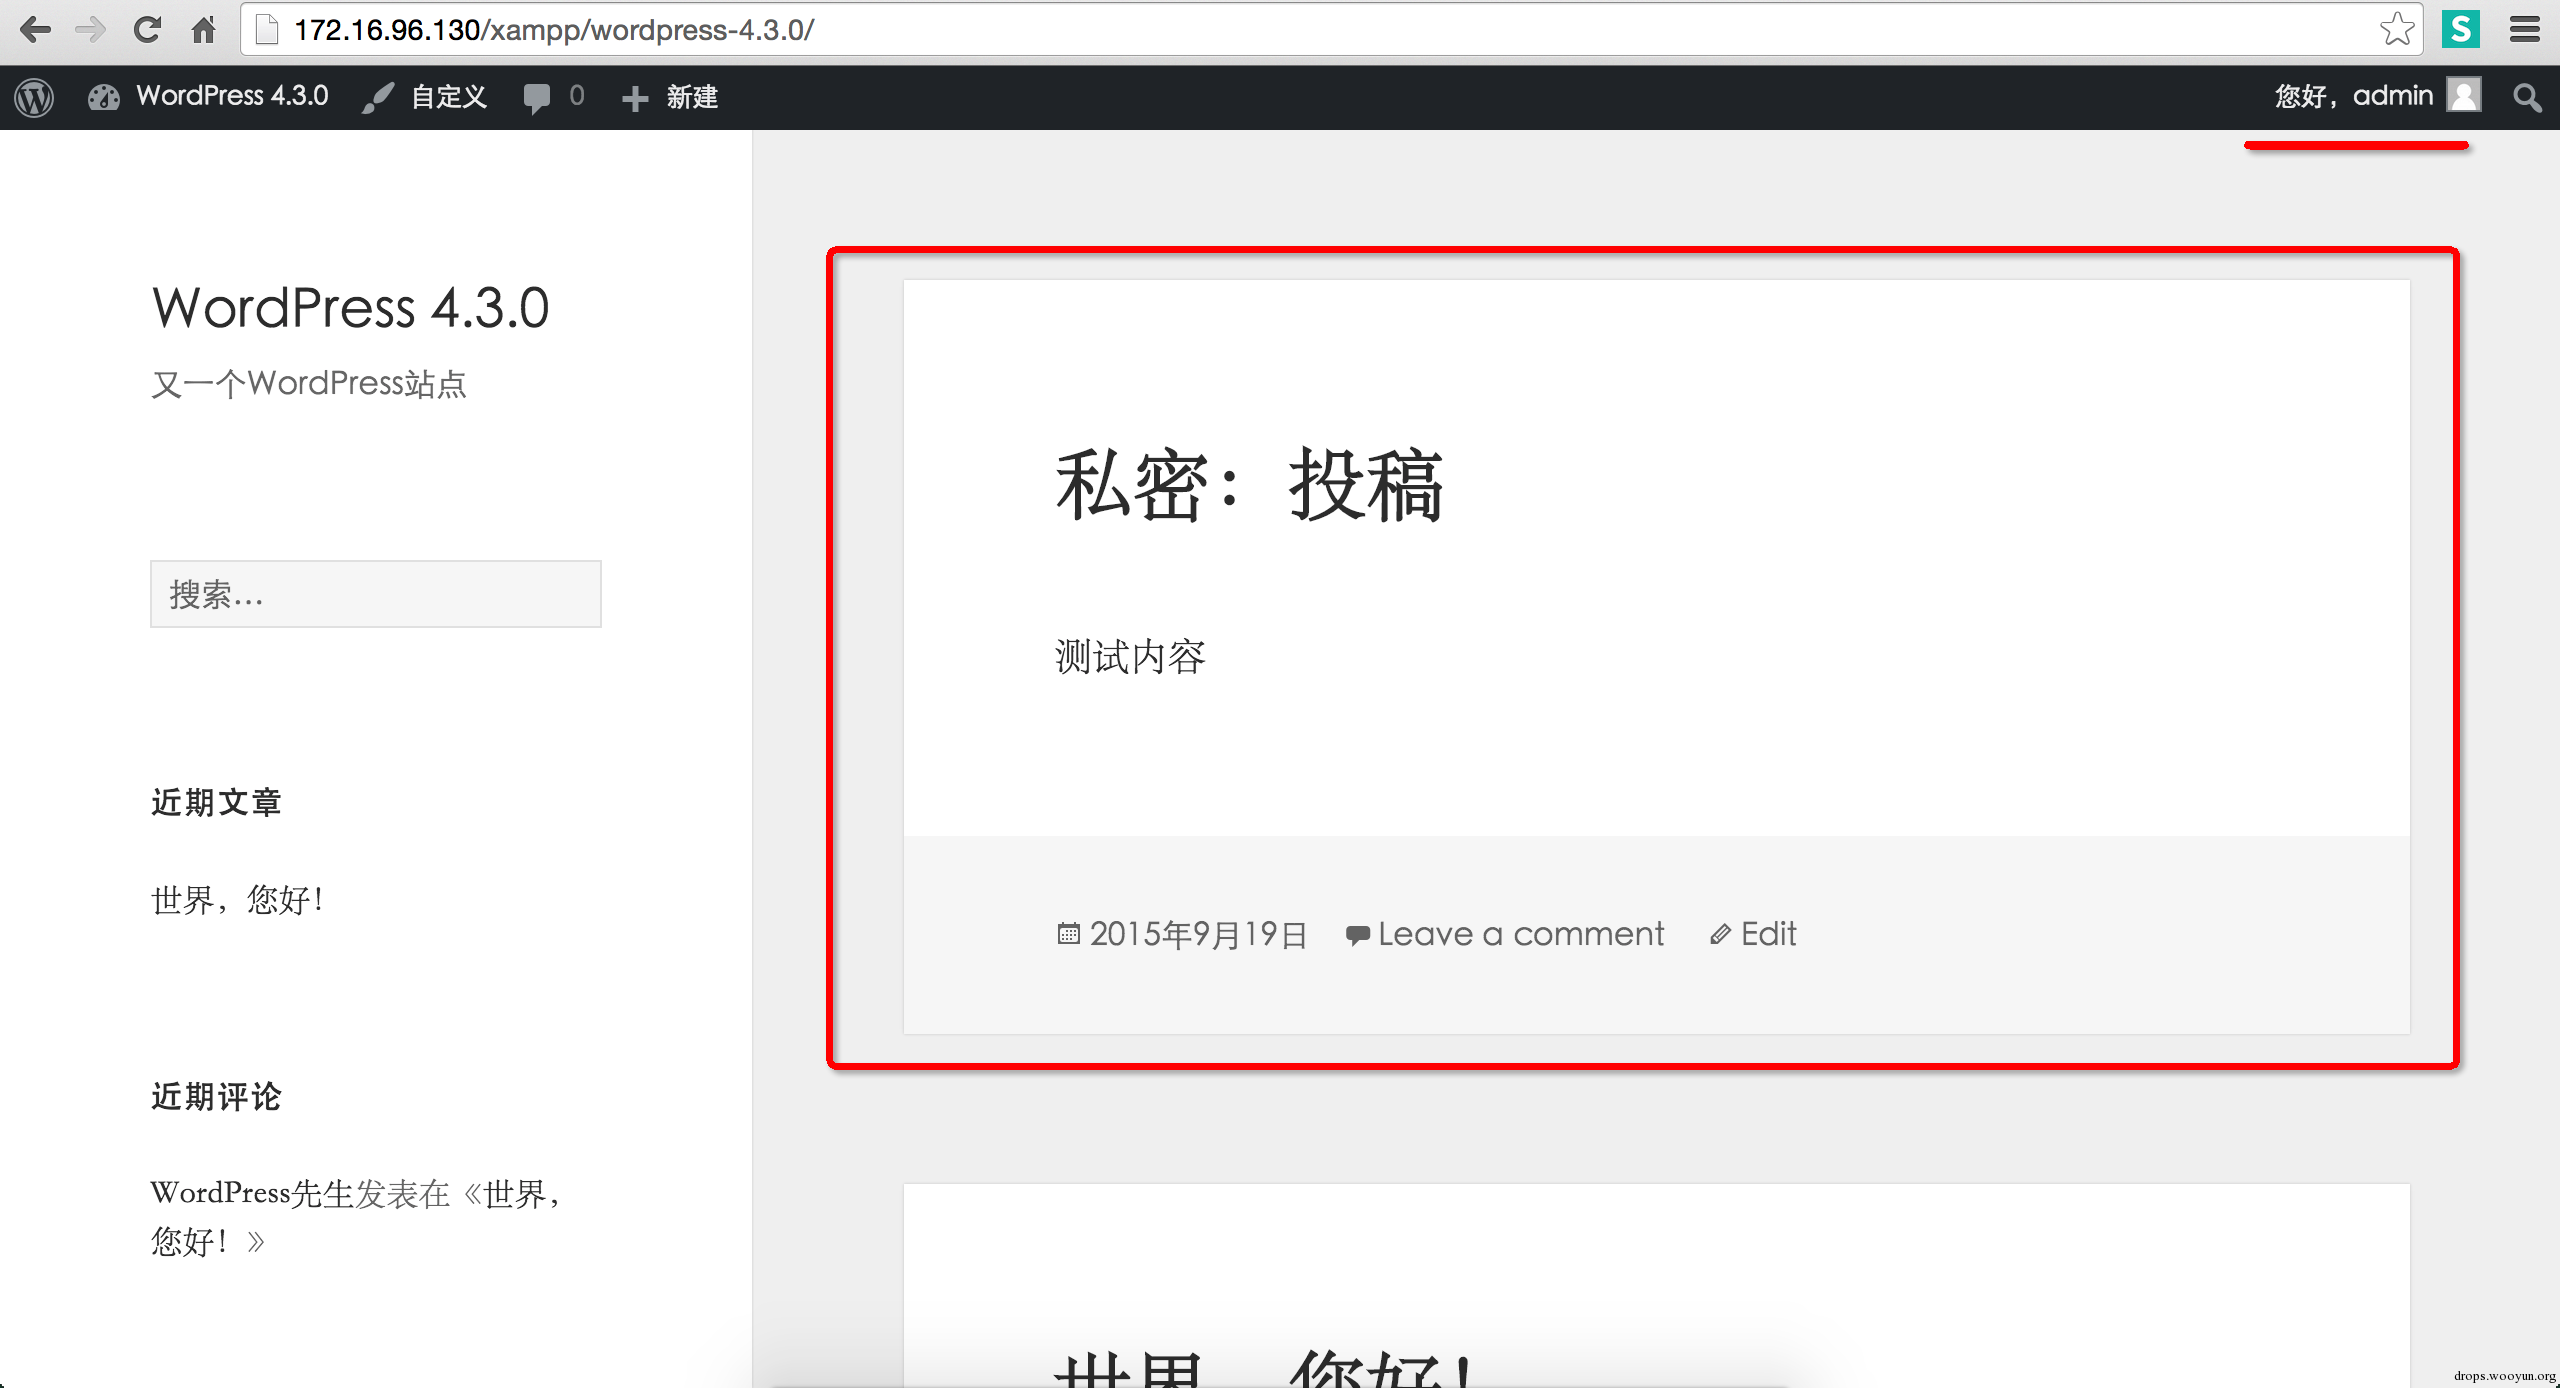 172.16.96.130/xampp/wordpress-4.3.0/
S
WordPress 4.3.0 自定义 0 新建 您好，admin
WordPress 4.3.0
又一个WordPress站点
搜索…
近期文章
世界，您好！
近期评论
WordPress先生发表在《世界，
您好！》
私密：投稿
测试内容
2015年9月19日 Leave a comment Edit
世界，您好！
drops.wooyun.org